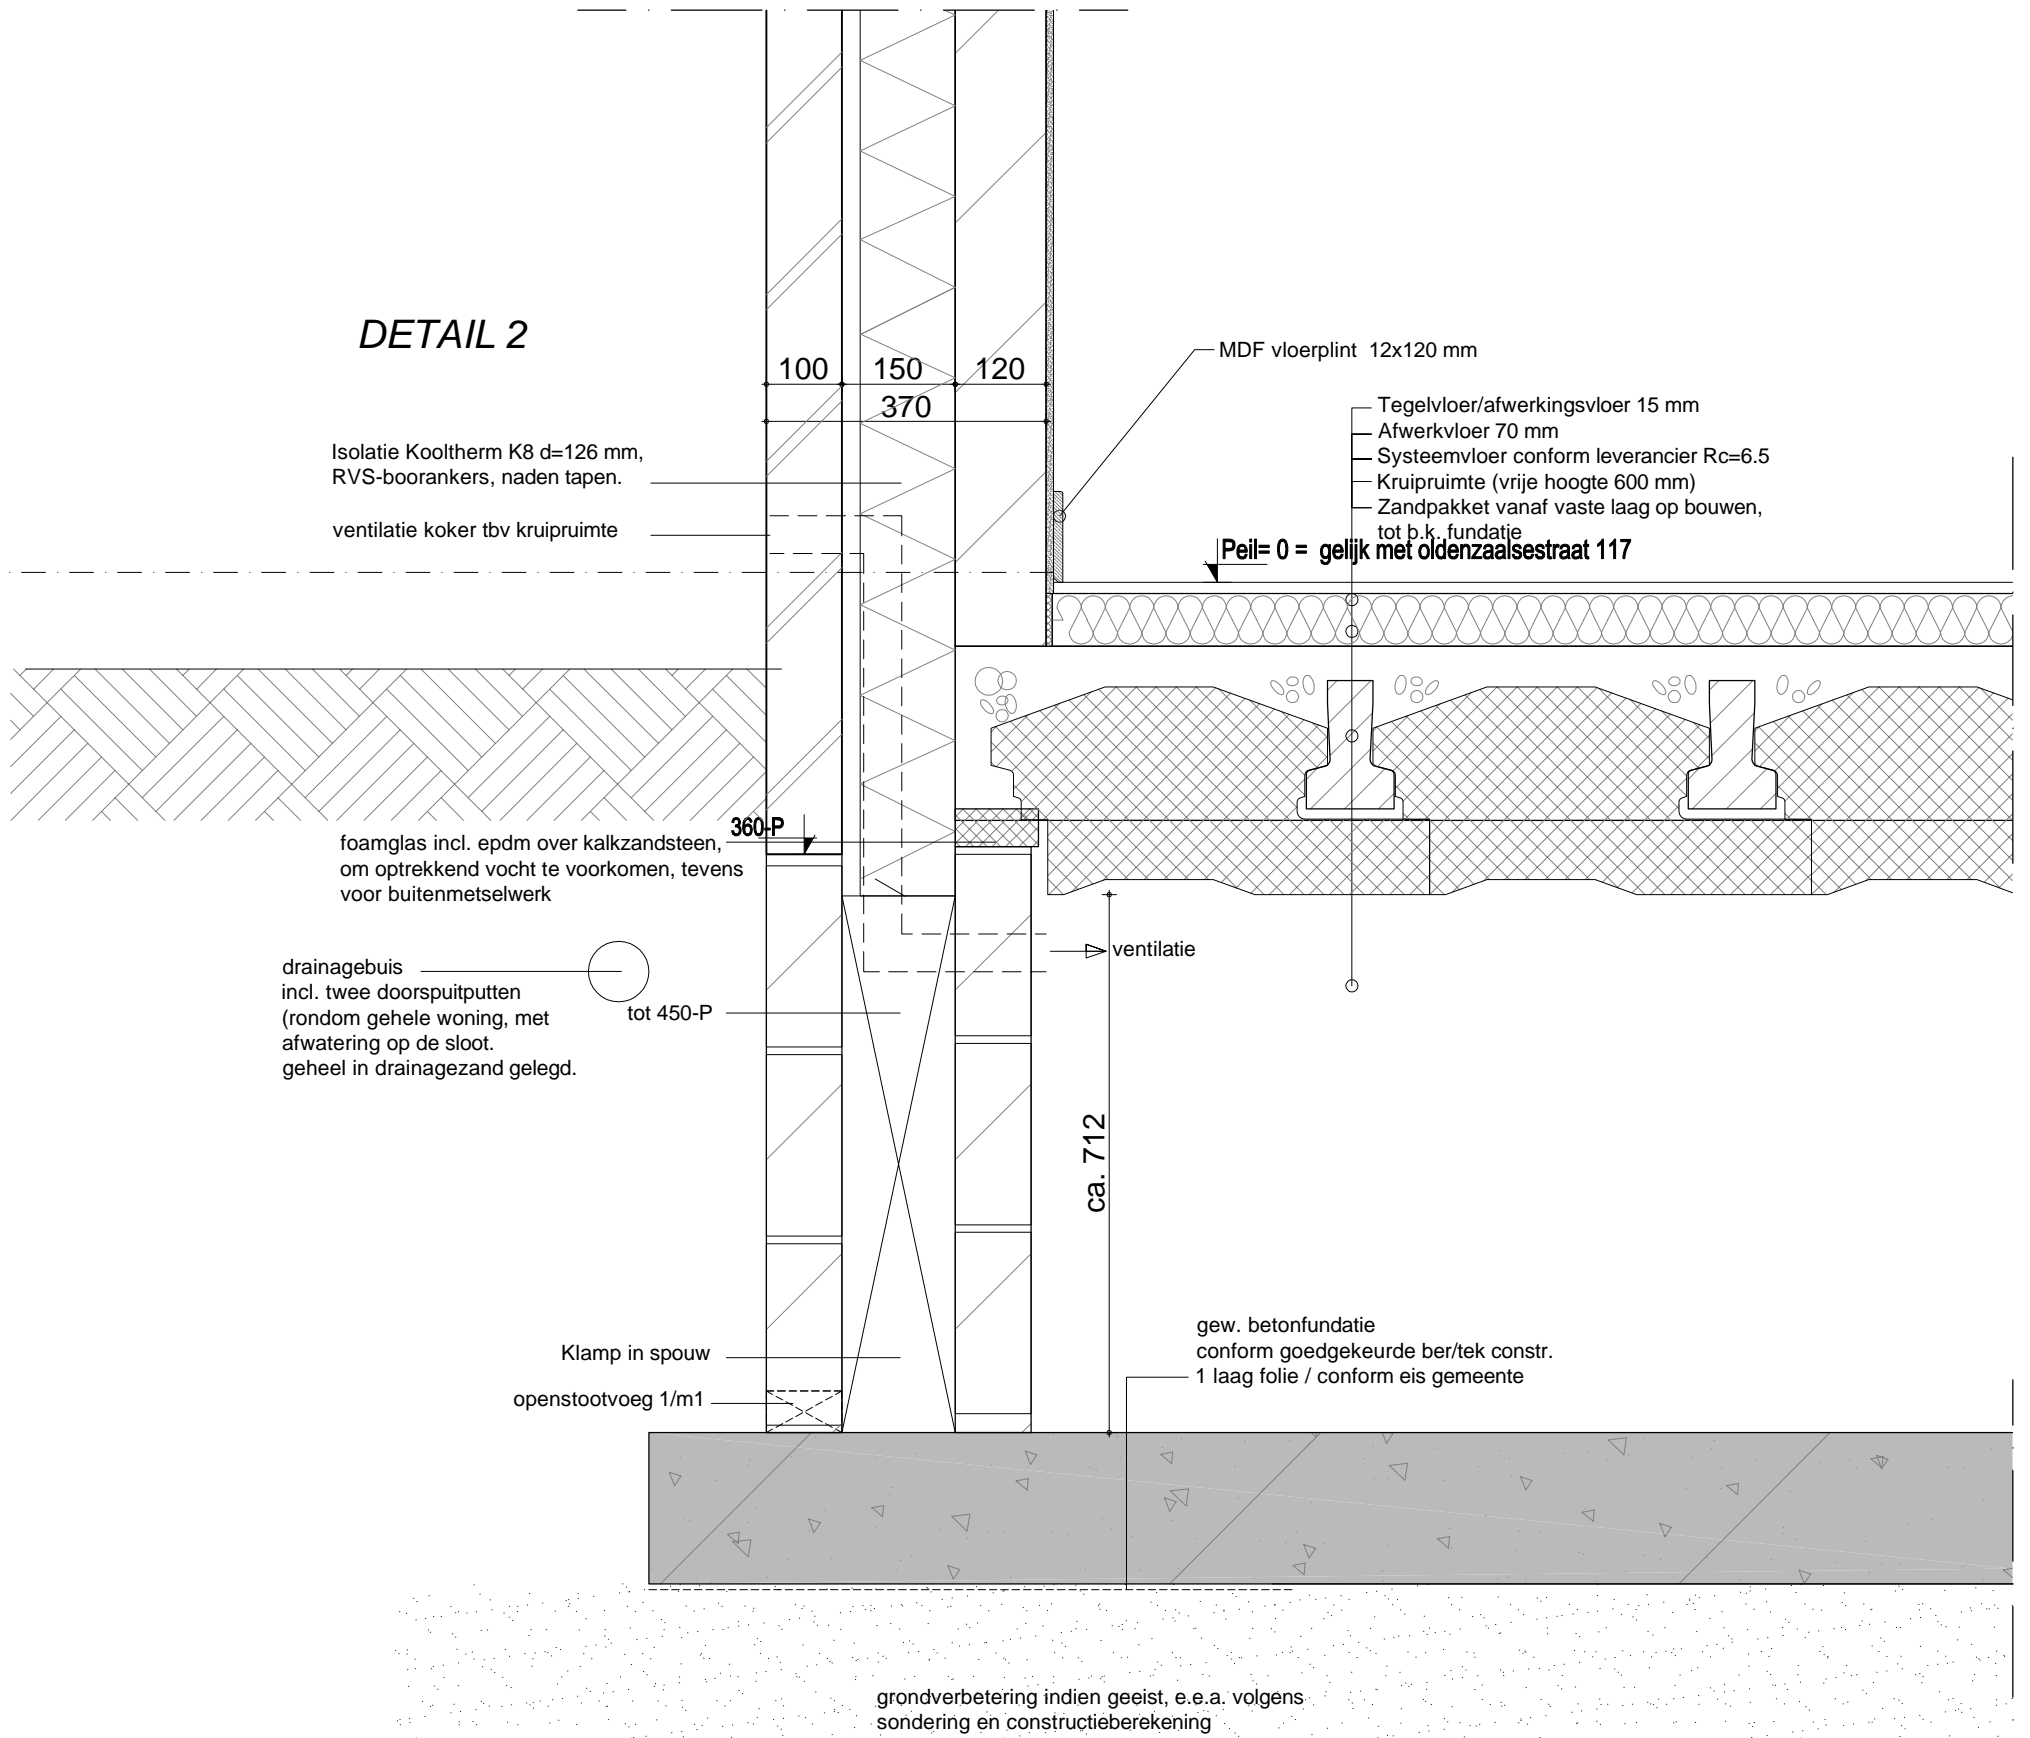 DETAIL 2
100
150
120
370
MDF vloerplint 12x120 mm
Tegelvloer/afwerkingsvloer 15 mm
Afwerkvloer 70 mm
Systeemvloer conform leverancier Rc=6.5
Kruipruimte (vrije hoogte 600 mm)
Zandpakket vanaf vaste laag op bouwen,
tot b.k. fundatie
Peil= 0 = gelijk met oldenzaalsestraat 117
Isolatie Kooltherm K8 d=126 mm,
RVS-boorankers, naden tapen.
ventilatie koker tbv kruipruimte
360-P
foamglas incl. epdm over kalkzandsteen,
om optrekkend vocht te voorkomen, tevens
voor buitenmetselwerk
ventilatie
drainagebuis
incl. twee doorspuitputten
(rondom gehele woning, met
afwatering op de sloot.
geheel in drainagezand gelegd.
tot 450-P
ca. 712
Klamp in spouw
openstootvoeg 1/m1
gew. betonfundatie
conform goedgekeurde ber/tek constr.
1 laag folie / conform eis gemeente
grondverbetering indien geeist, e.e.a. volgens
sondering en constructieberekening